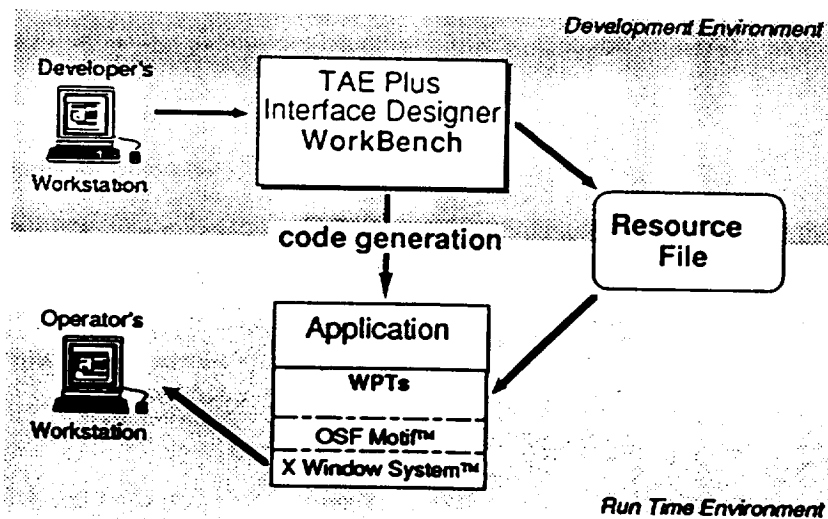 Development Environment
Developer's
Workstation
TAE Plus
Interface Designer
WorkBench
code generation
Resource
File
Operator's
Workstation
Application
WPTs
OSF Motif™
X Window System™
Run Time Environment